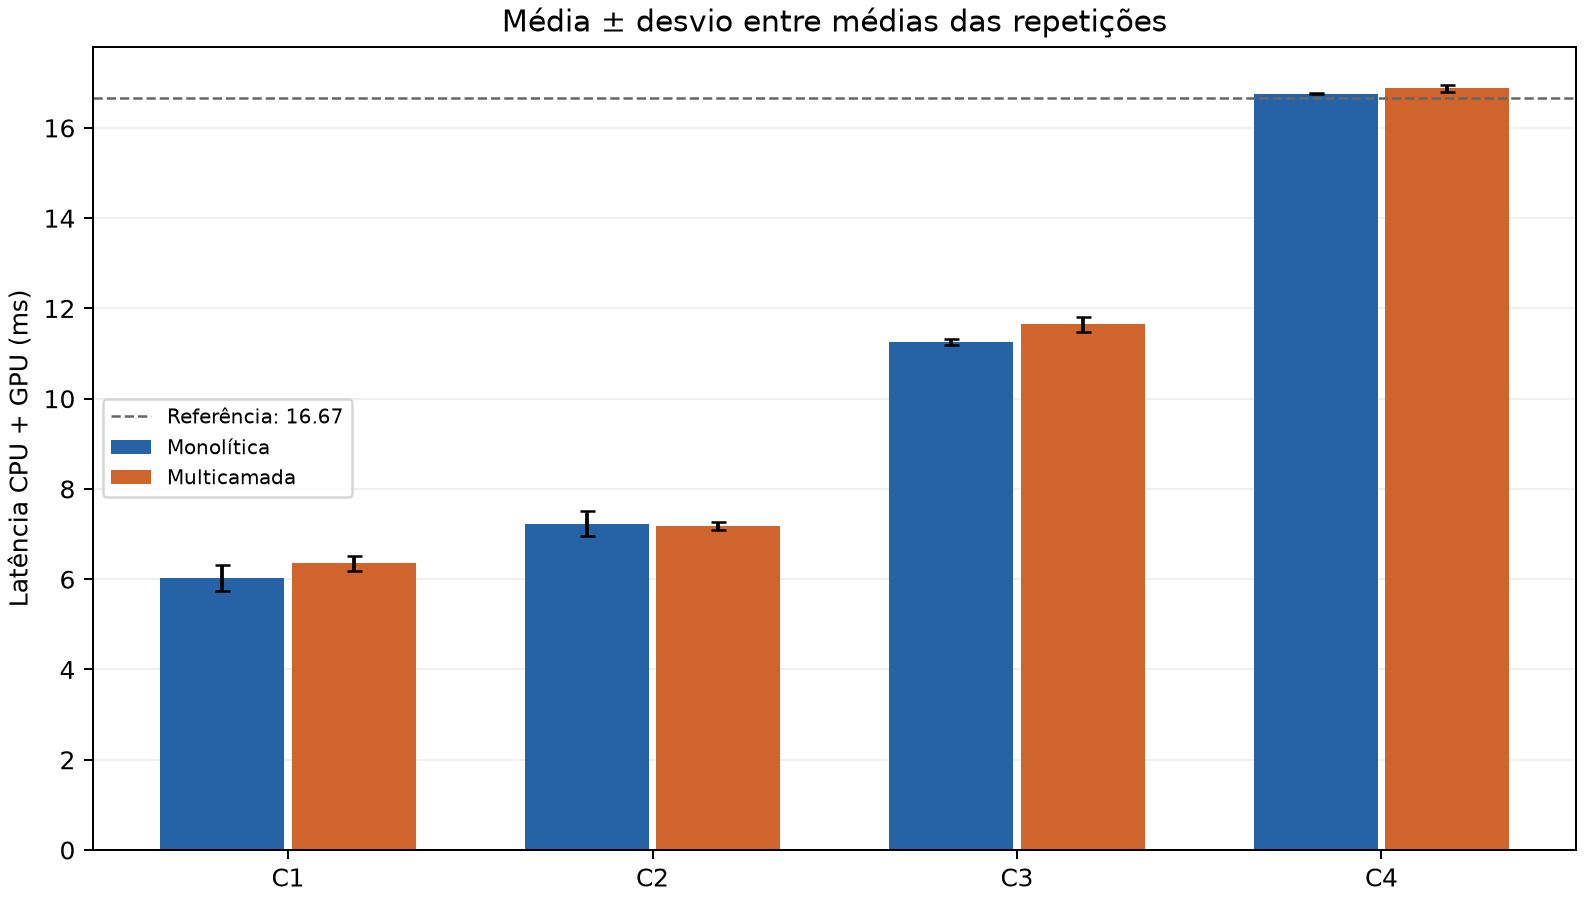 Média ± desvio entre médias das repetições
Latência CPU + GPU (ms)
16
14
12
10
8
6
4
2
0
Referência: 16.67
Monolítica
Multicamada
C1
C2
C3
C4